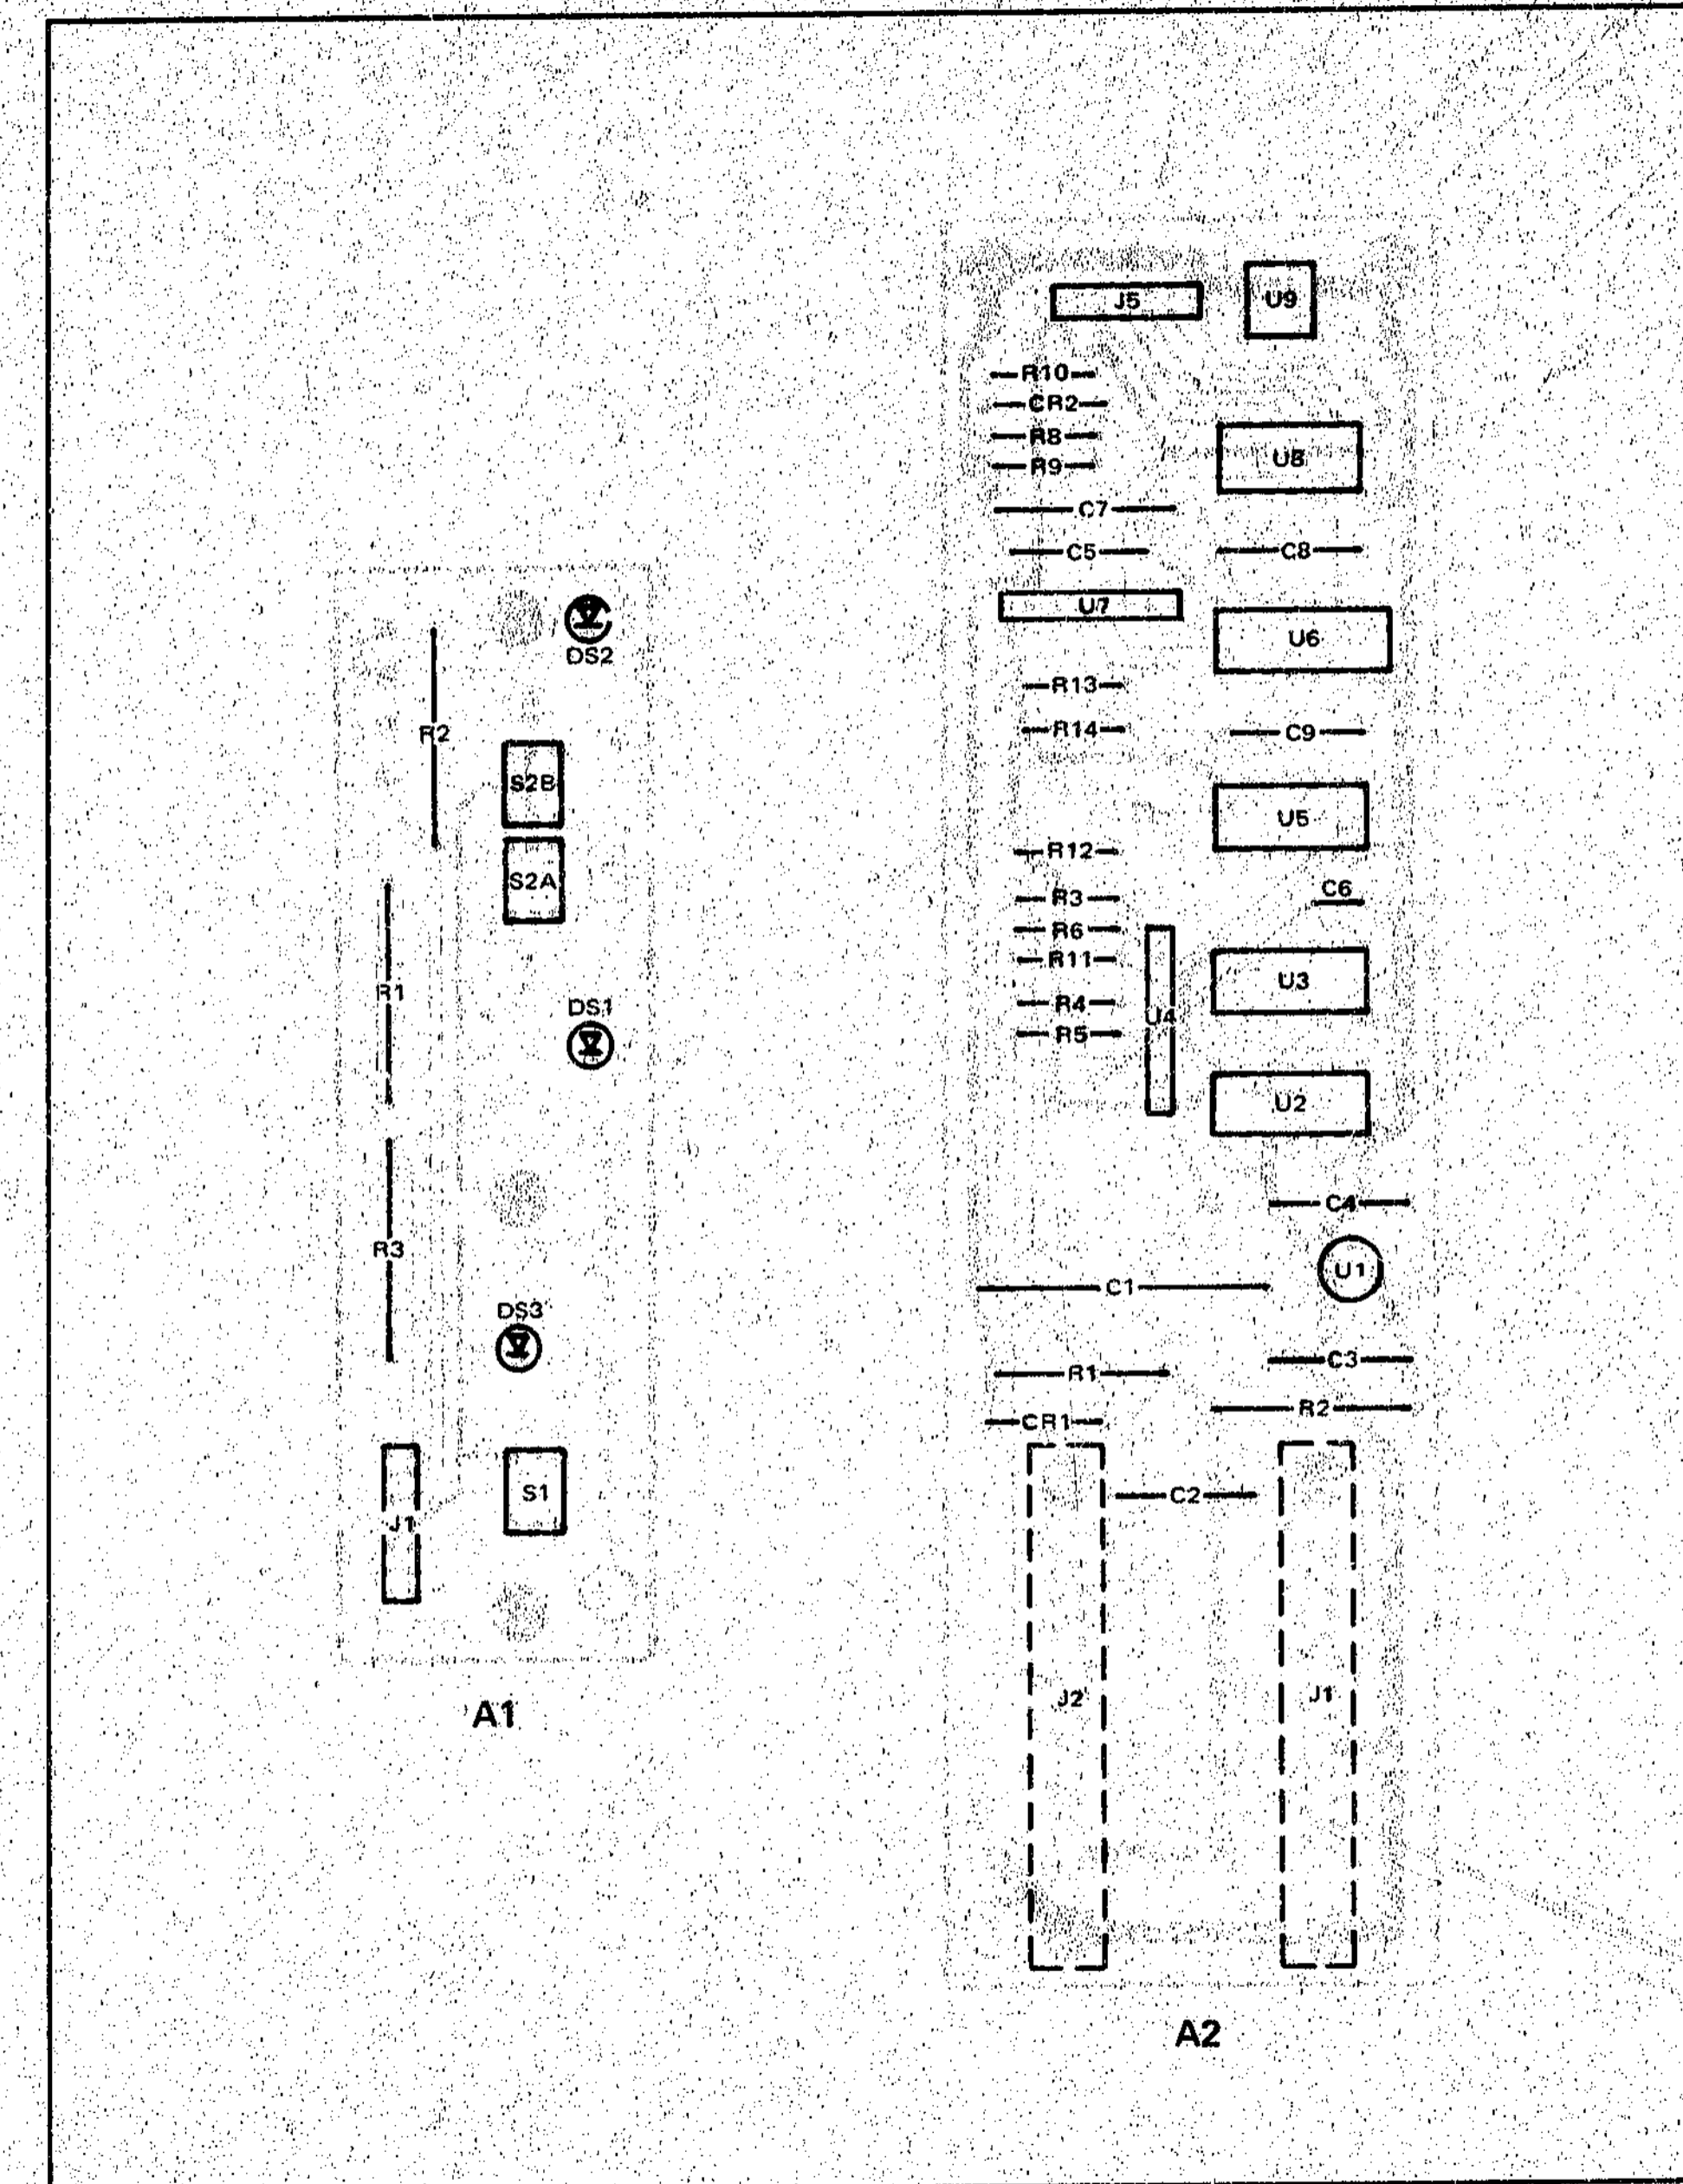 DS2
R2
S2B
S2A
R1
DS1
R3
DS3
S1
J1
A1
J5
U9
R10
CR2
R8
R9
U8
C7
C5
C8
U7
U6
R13
R14
C9
U5
R12
C6
R3
R6
R11
U3
R4
U4
R5
U2
C4
U1
C1
C3
R1
R2
CR1
C2
J2
J1
A2